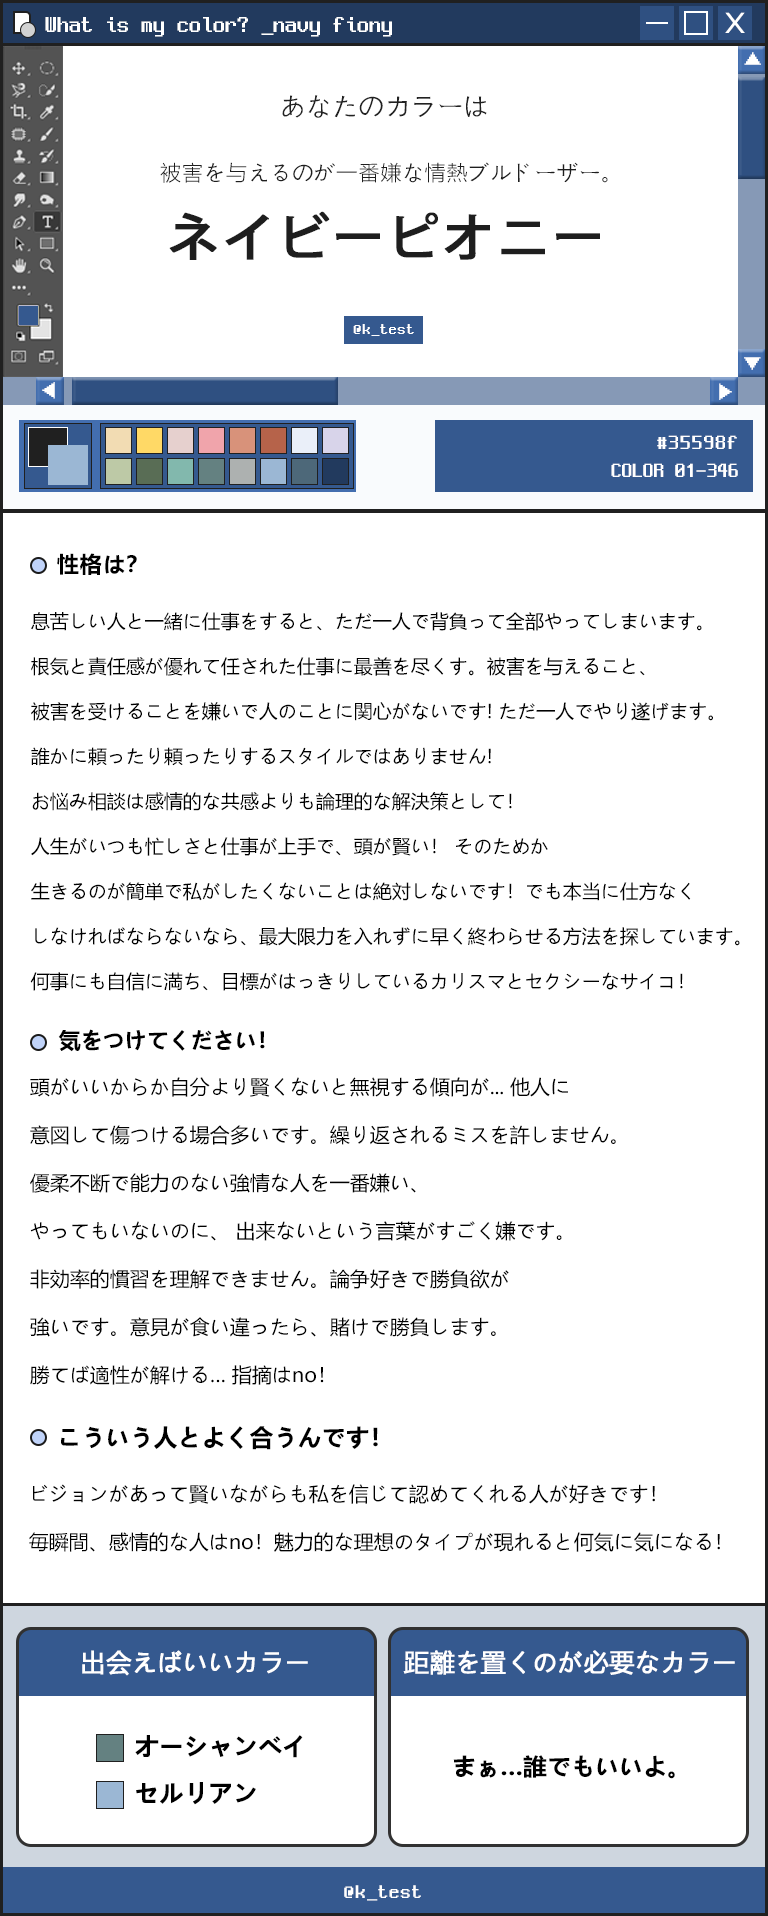 What is my color? _navy fiony
あなたのカラーは
被害を与えるのが一番嫌な情熱ブルドーザー。
ネイビーピオニー
@k_test
#35598f
COLOR 01-346
性格は?
息苦しい人と一緒に仕事をすると、ただ一人で背負って全部やってしまいます。
根気と責任感が優れて任された仕事に最善を尽くす。被害を与えること、
被害を受けることを嫌いで人のことに関心がないです! ただ一人でやり遂げます。
誰かに頼ったり頼ったりするスタイルではありません!
お悩み相談は感情的な共感よりも論理的な解決策として!
人生がいつも忙しさと仕事が上手で、頭が賢い! そのためか
生きるのが簡単で私がしたくないことは絶対しないです! でも本当に仕方なく
しなければならないなら、最大限力を入れずに早く終わらせる方法を探しています。
何事にも自信に満ち、目標がはっきりしているカリスマとセクシーなサイコ!
気をつけてください!
頭がいいからか自分より賢くないと無視する傾向が... 他人に
意図して傷つける場合多いです。繰り返されるミスを許しません。
優柔不断で能力のない強情な人を一番嫌い、
やってもいないのに、 出来ないという言葉がすごく嫌です。
非効率的慣習を理解できません。論争好きで勝負欲が
強いです。意見が食い違ったら、賭けで勝負します。
勝てば適性が解ける... 指摘はno!
こういう人とよく合うんです!
ビジョンがあって賢いながらも私を信じて認めてくれる人が好きです!
毎瞬間、感情的な人はno! 魅力的な理想のタイプが現れると何気に気になる!
出会えばいいカラー
オーシャンベイ
セルリアン
距離を置くのが必要なカラー
まぁ...誰でもいいよ。
@k_test